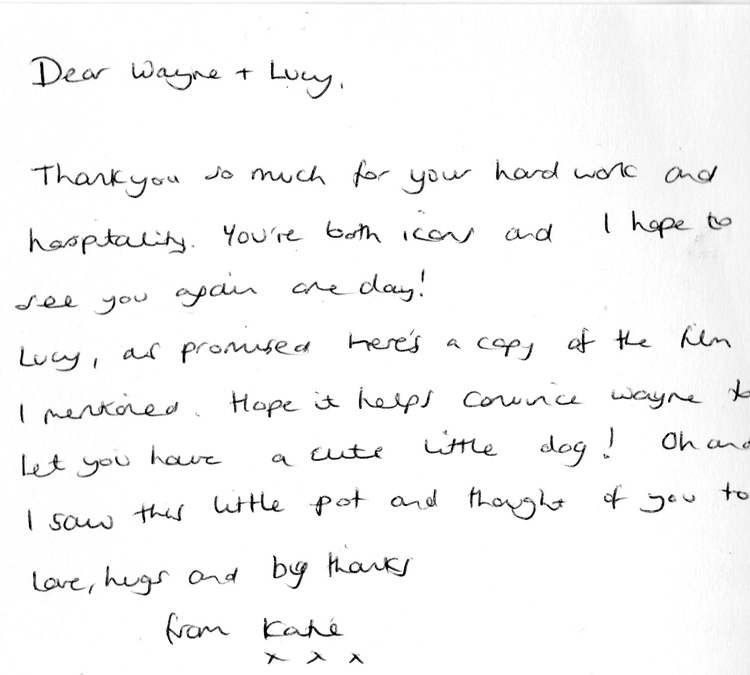 Dear Wayne + Lucy,
Thankyou so much for your hard work and
hosptality. You're both icons and I hope to
see you again one day!
Lucy, as promised here's a copy of the film
I mentioned. Hope it helps convince Wayne to
let you have a cute little dog! Oh and
I saw this little pot and thought of you to
love, hugs and big thanks
from Katie
x x x